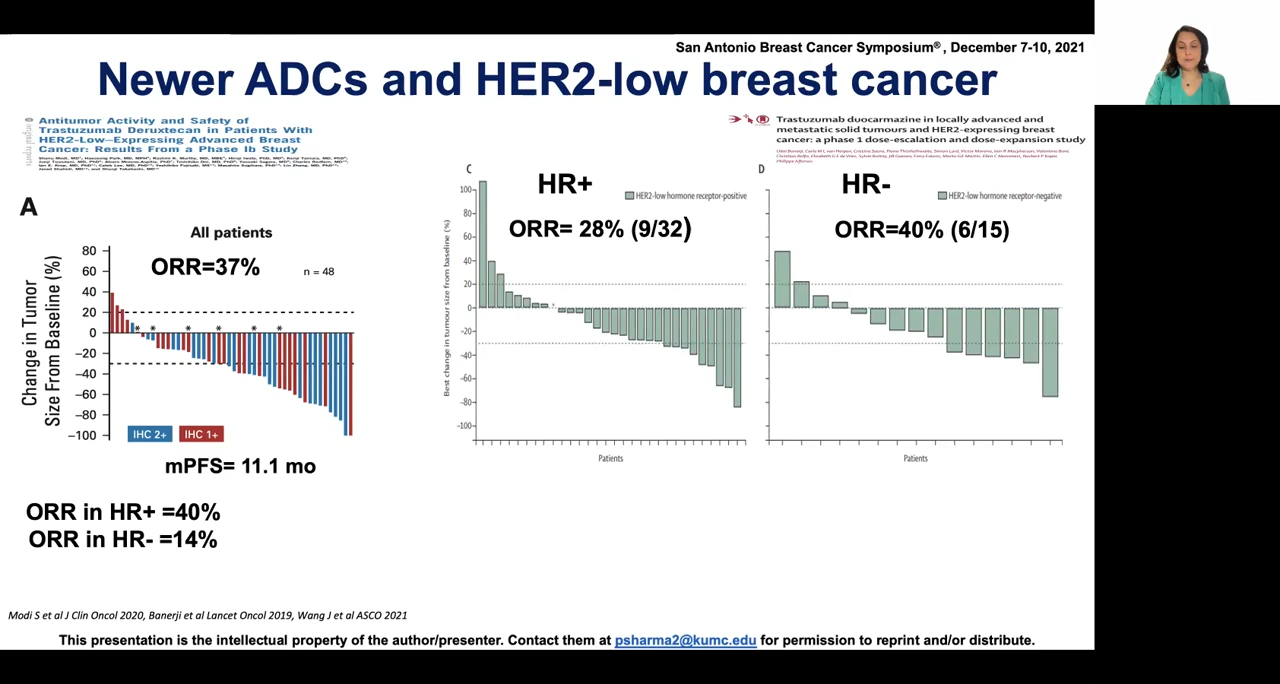 San Antonio Breast Cancer Symposium®, December 7-10, 2021
Newer ADCs and HER2-low breast cancer
Antitumor Activity and Safety of
Trastuzumab Deruxtecan in Patients With
HER2-Low–Expressing Advanced Breast
Cancer: Results From a Phase Ib Study
A
All patients
ORR=37%
n = 48
Change in Tumor
Size From Baseline (%)
80
60
40
20
0
−20
−40
−60
−80
−100
* * * * * *
IHC 2+
IHC 1+
mPFS= 11.1 mo
ORR in HR+ =40%
ORR in HR- =14%
Trastuzumab duocarmazine in locally advanced and
metastatic solid tumours and HER2-expressing breast
cancer: a phase 1 dose-escalation and dose-expansion study
C
HR+
HER2-low hormone receptor-positive
ORR= 28% (9/32)
Best change in tumour size from baseline (%)
100
80
60
40
20
0
-20
-40
-60
-80
-100
*
Patients
D
HR-
HER2-low hormone receptor-negative
ORR=40% (6/15)
Patients
Modi S et al J Clin Oncol 2020, Banerji et al Lancet Oncol 2019, Wang J et al ASCO 2021
This presentation is the intellectual property of the author/presenter. Contact them at psharma2@kumc.edu for permission to reprint and/or distribute.